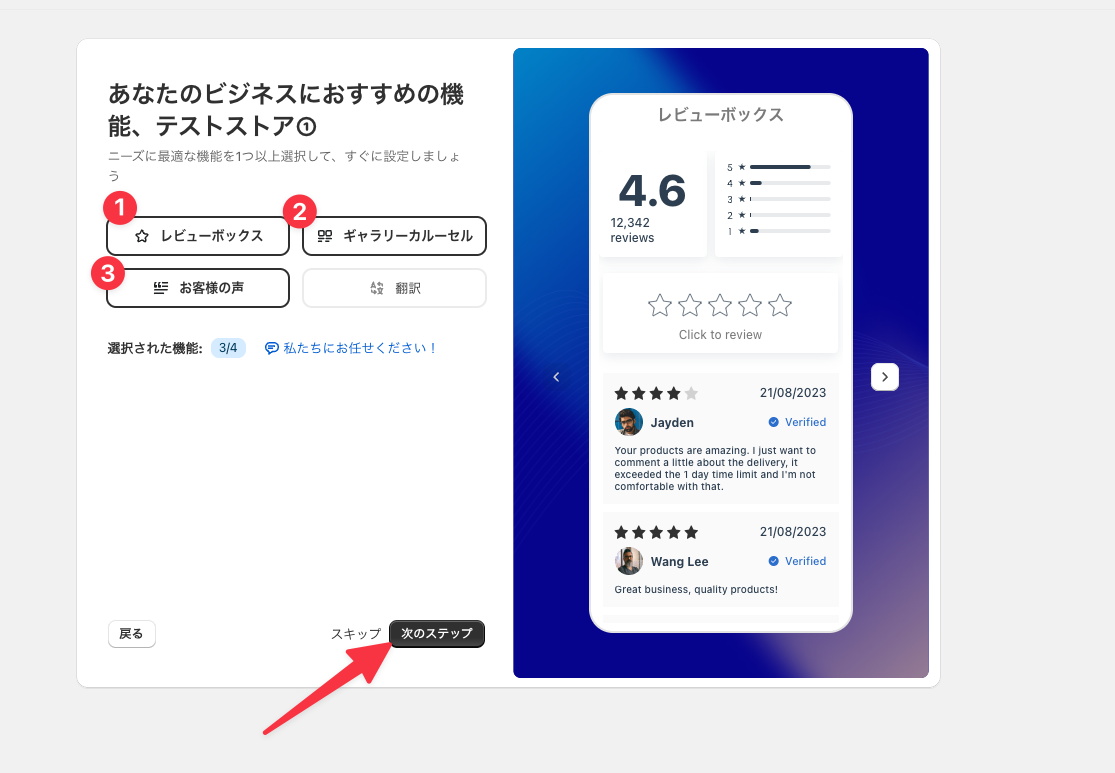 あなたのビジネスにおすすめの機
能、テストストア①
ニーズに最適な機能を1つ以上選択して、すぐに設定しましょ
う
1
レビューボックス
2
ギャラリーカルーセル
3
お客様の声
翻訳
選択された機能: 3/4 私たちにお任せください！
戻る
スキップ 次のステップ
レビューボックス
4.6
12,342
reviews
5
4
3
2
1
Click to review
21/08/2023
Jayden Verified
Your products are amazing. I just want to
comment a little about the delivery, it
exceeded the 1 day time limit and I'm not
comfortable with that.
21/08/2023
Wang Lee Verified
Great business, quality products!